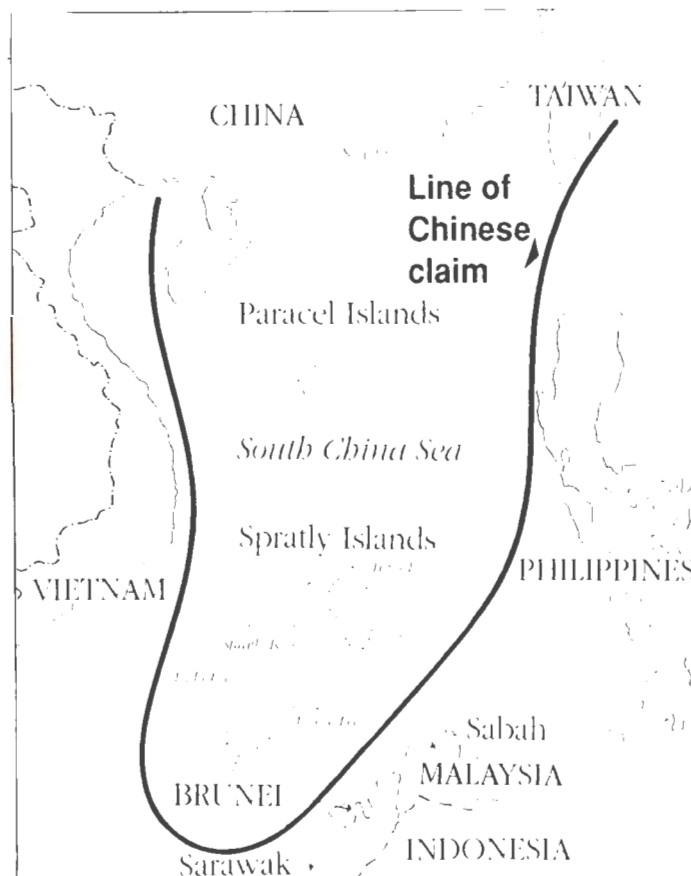 TAIWAN
CHINA
Line of
Chinese
claim
Paracel Islands
South China Sea
Spratly Islands
VIETNAM
PHILIPPINES
Sabah
MALAYSIA
BRUNEI
INDONESIA
Sarawak